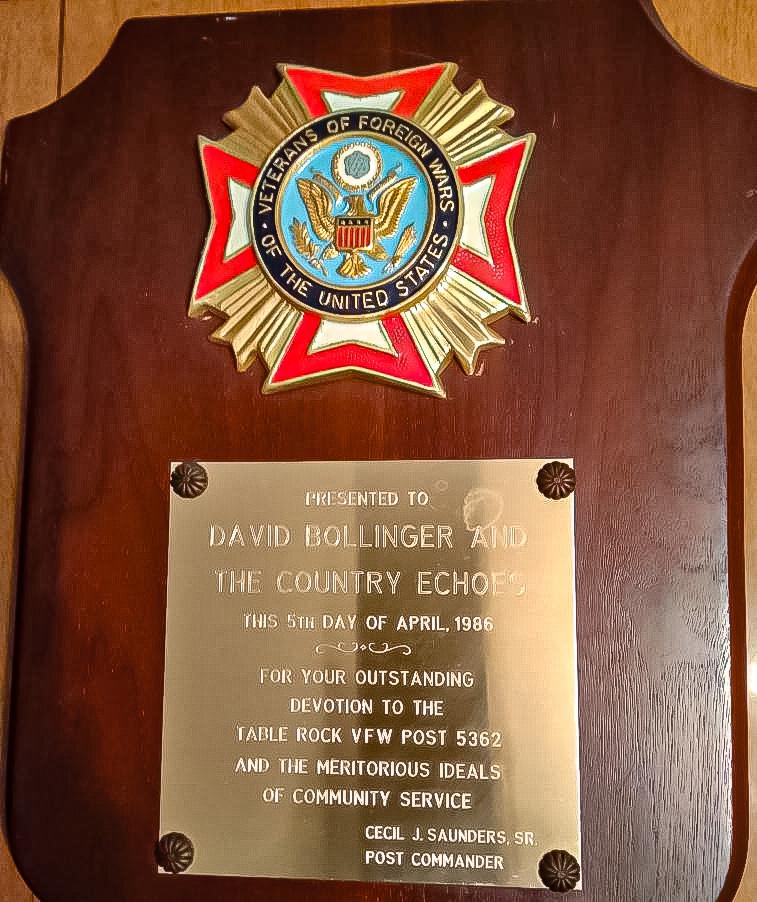 VETERANS OF FOREIGN WARS
· OF THE UNITED STATES ·
PRESENTED TO
DAVID BOLLINGER AND
THE COUNTRY ECHOES
THIS 5TH DAY OF APRIL, 1986
FOR YOUR OUTSTANDING
DEVOTION TO THE
TABLE ROCK VFW POST 5362
AND THE MERITORIOUS IDEALS
OF COMMUNITY SERVICE
CECIL J. SAUNDERS, SR.
POST COMMANDER